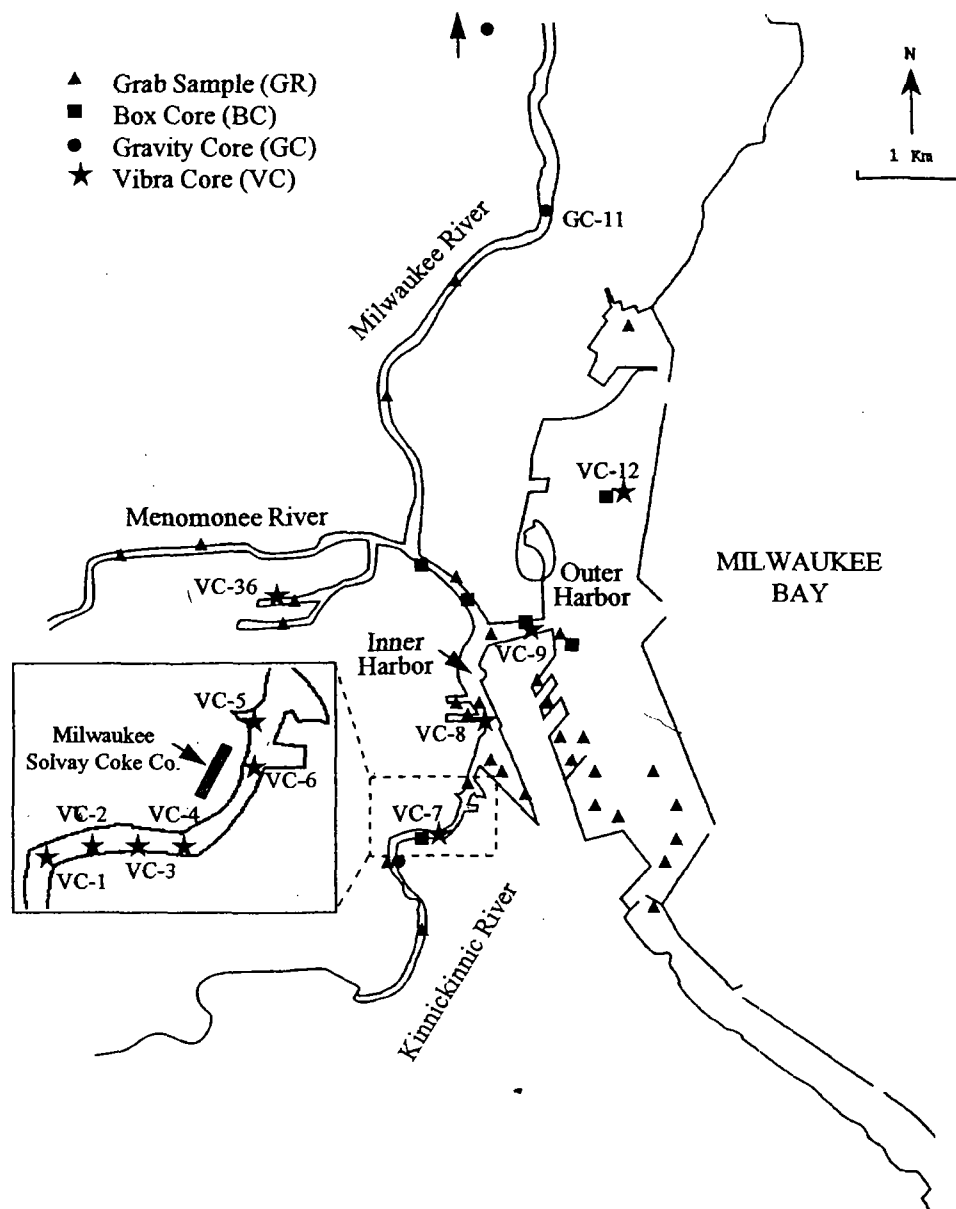 Grab Sample (GR)
Box Core (BC)
Gravity Core (GC)
Vibra Core (VC)
N
1 Km
GC-11
Milwaukee River
VC-12
Menomonee River
MILWAUKEE
BAY
VC-36
Outer
Harbor
Inner
Harbor
VC-9
VC-8
VC-5
Milwaukee
Solvay Coke Co.
VC-6
VC-7
VC-2
VC-4
VC-1
VC-3
Kinnickinnic River